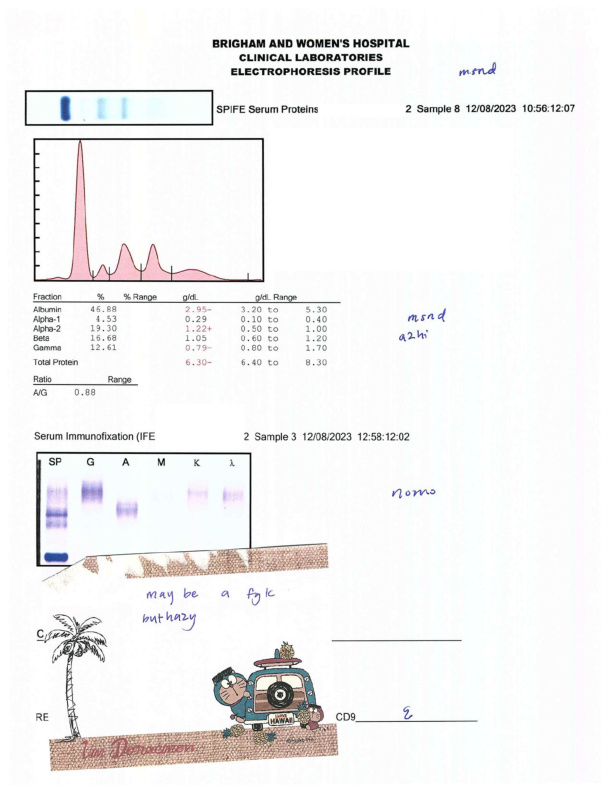 BRIGHAM AND WOMEN'S HOSPITAL
CLINICAL LABORATORIES
ELECTROPHORESIS PROFILE
msnd
SPIFE Serum Proteins 2 Sample 8 12/08/2023 10:56:12:07
Fraction % % Range g/dL g/dL Range
Albumin 46.88 2.95- 3.20 to 5.30
Alpha-1 4.53 0.29 0.10 to 0.40
Alpha-2 19.30 1.22+ 0.50 to 1.00
Beta 16.68 1.05 0.60 to 1.20
Gamma 12.61 0.79- 0.80 to 1.70
Total Protein 6.30- 6.40 to 8.30
msnd
a2hi
Ratio Range
A/G 0.88
Serum Immunofixation (IFE 2 Sample 3 12/08/2023 12:58:12:02
SP G A M K λ
nomo
may be a fgk
but hazy
C
HAWAII
RE
CD9
I'm Doraemon